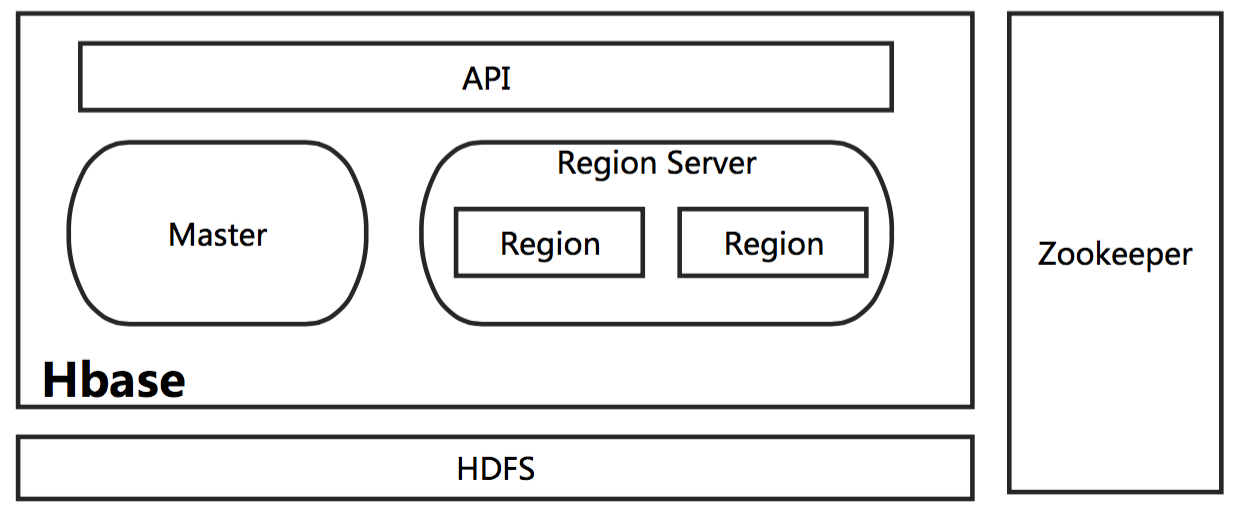 API
Region Server
Master
Region
Region
Zookeeper
Hbase
HDFS